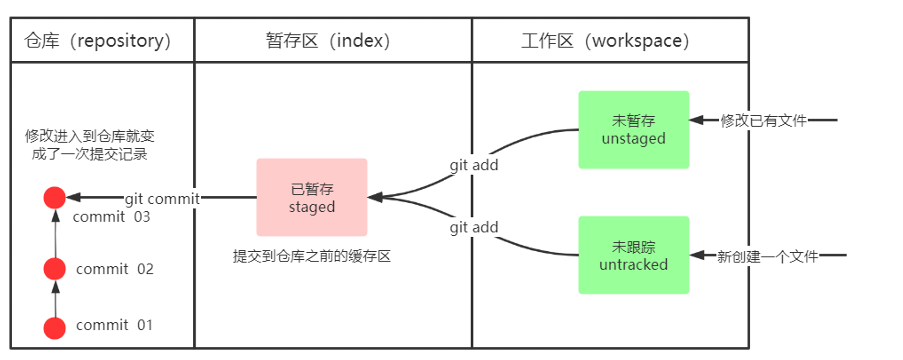 仓库（repository）
暂存区（index）
工作区（workspace）
修改进入到仓库就变
成了一次提交记录
git commit
commit 03
commit 02
commit 01
已暂存
staged
提交到仓库之前的缓存区
git add
git add
未暂存
unstaged
修改已有文件
未跟踪
untracked
新创建一个文件